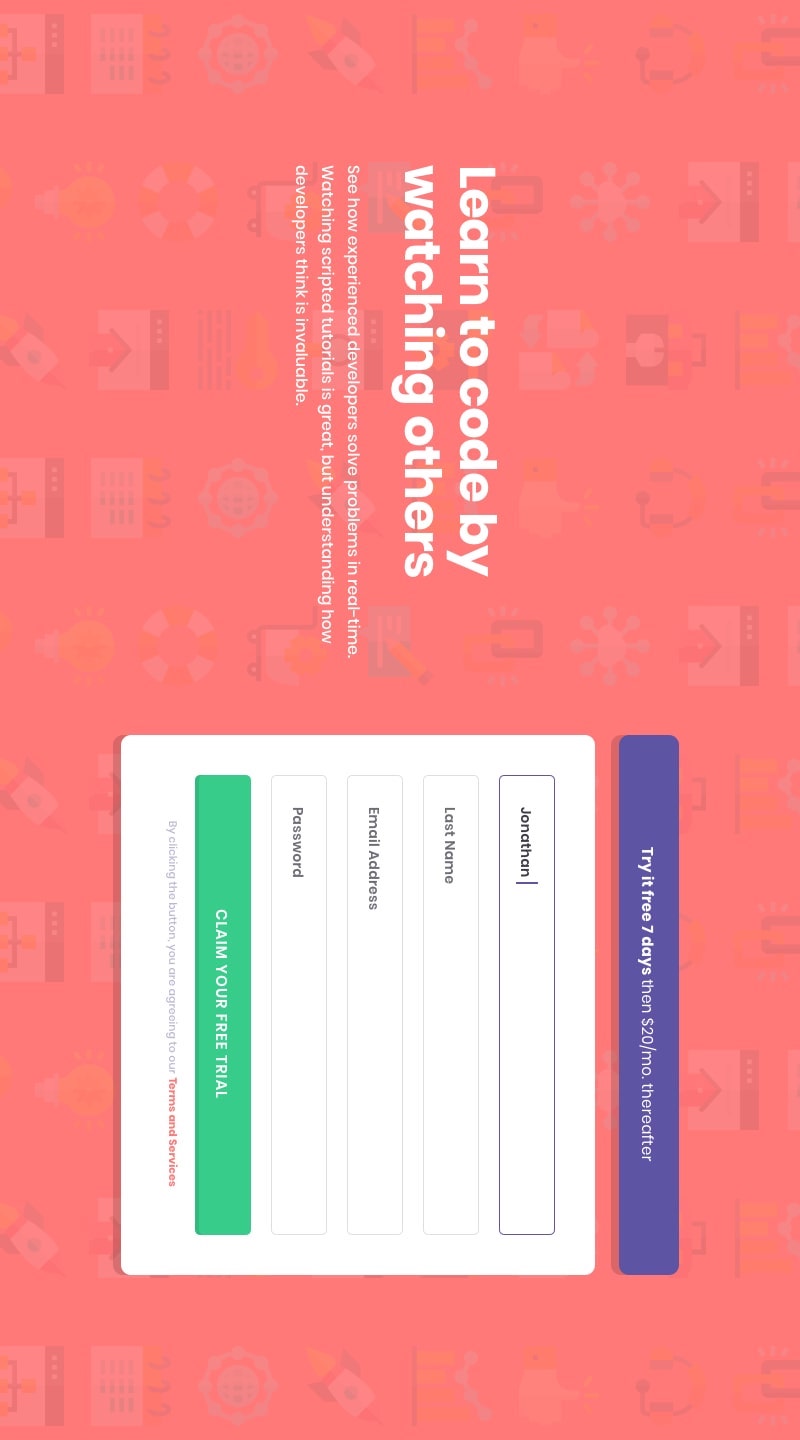 Learn to code by
watching others
See how experienced developers solve problems in real-time.
Watching scripted tutorials is great, but understanding how
developers think is invaluable.
Try it free 7 days then $20/mo. thereafter
Jonathan
Last Name
Email Address
Password
CLAIM YOUR FREE TRIAL
By clicking the button, you are agreeing to our Terms and Services